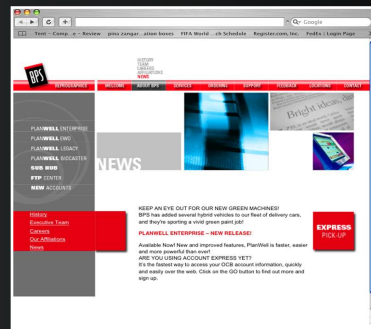 Google
Tent – Comp...e – Review
pino zangar...ation boxes
FIFA World ...ch Schedule
Register.com, Inc.
FedEx | Login Page
HISTORY
TEAM
CAREERS
AFFILIATIONS
NEWS
BPS
REPROGRAPHICS
WELCOME
ABOUT BPS
SERVICES
ORDERING
SUPPORT
FEEDBACK
LOCATIONS
CONTACT
Bright ideas
PLANWELL ENTERPRISE
PLANWELL EWO
PLANWELL LEGACY
PLANWELL BIDCASTER
SUB HUB
FTP CENTER
NEW ACCOUNTS
NEWS
History
Executive Team
Careers
Our Affiliations
News
KEEP AN EYE OUT FOR OUR NEW GREEN MACHINES!
BPS has added several hybrid vehicles to our fleet of delivery cars,
and they're sporting a vivid green paint job!
PLANWELL ENTERPRISE – NEW RELEASE!
Available Now! New and improved features, PlanWell is faster, easier
and more powerful than ever!
ARE YOU USING ACCOUNT EXPRESS YET?
It's the fastest way to access your OCB account information, quickly
and easily over the web. Click on the GO button to find out more and
sign up.
EXPRESS
PICK-UP